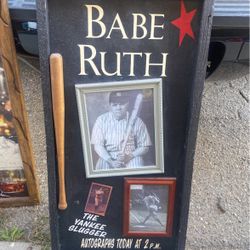 BABE
RUTH
THE
YANKEE
SLUGGER
AUTOGRAPHS TODAY AT 2 P.M.